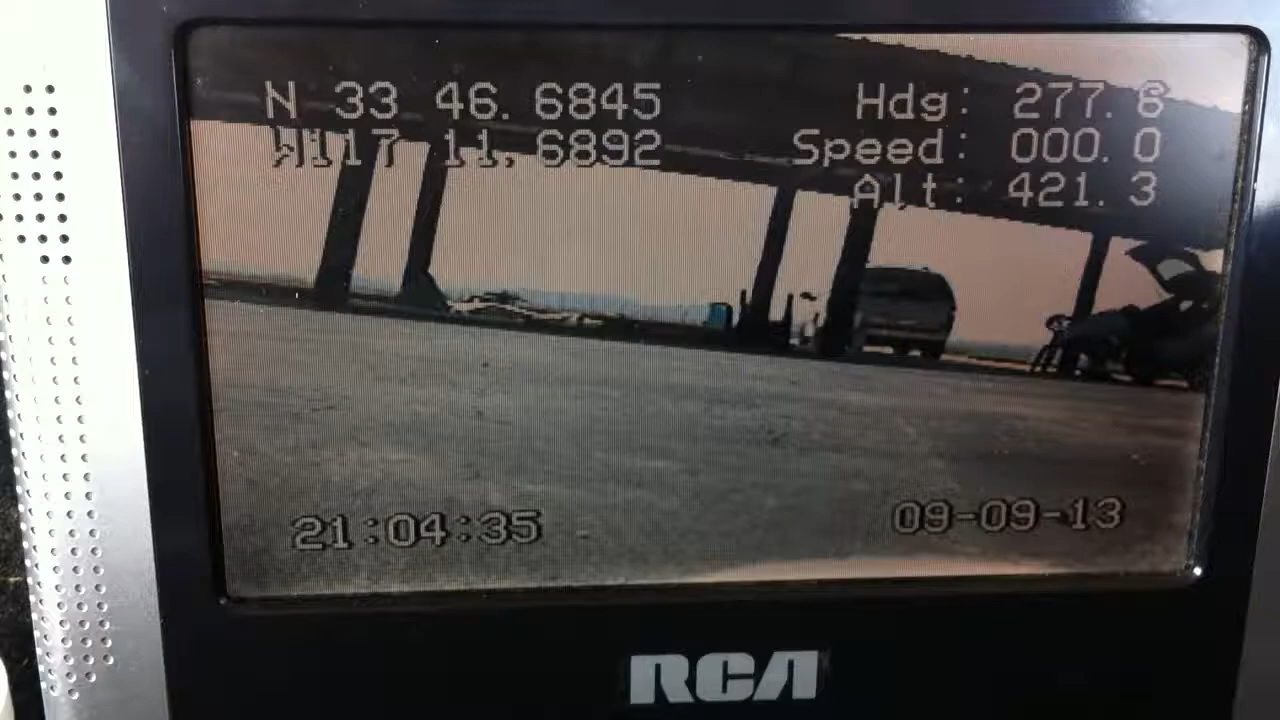 N 33 46.6845
W117 11.6892
Hdg: 277.6
Speed: 000.0
Alt: 421.3
21:04:35
09-09-13
RCA